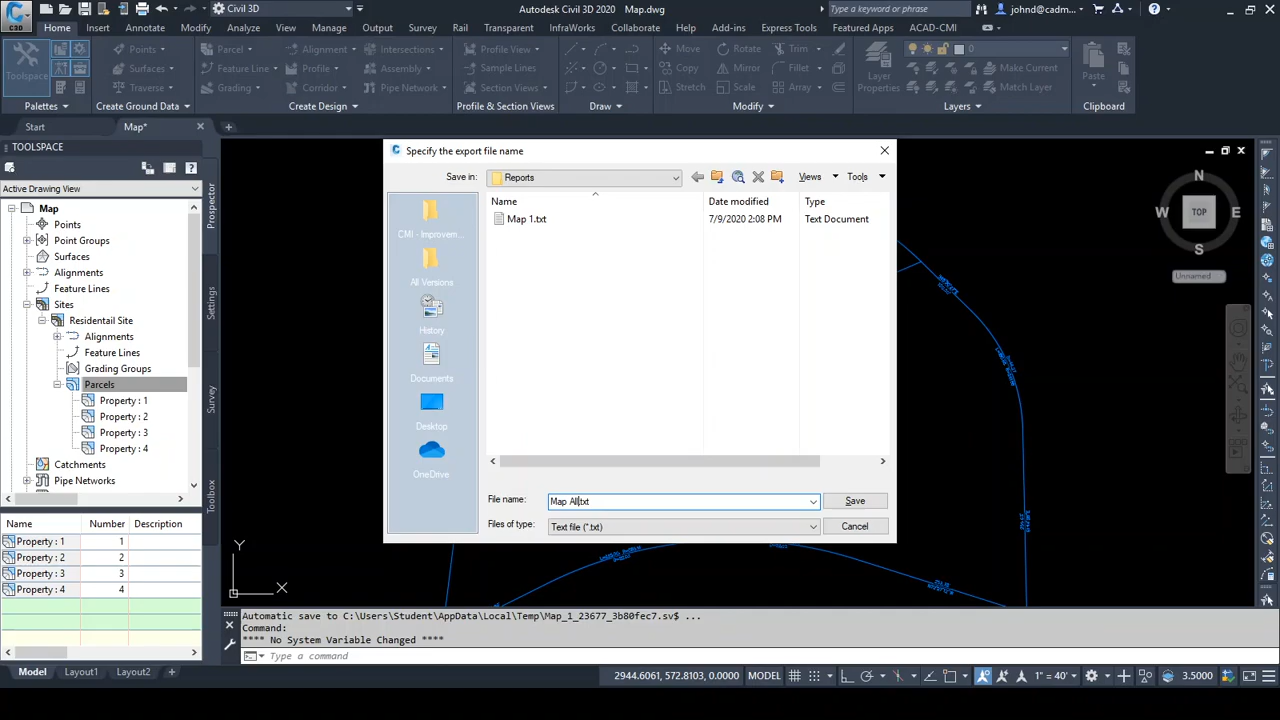 Civil 3D
Autodesk Civil 3D 2020 Map.dwg
Type a keyword or phrase
johnd@cadm...
C3D
Home Insert Annotate Modify Analyze View Manage Output Survey Rail Transparent InfraWorks Collaborate View Help Add-ins Express Tools Featured Apps ACAD-CMI
Toolspace
Points
Surfaces
Traverse
Parcel
Feature Line
Grading
Alignment
Profile
Corridor
Intersections
Assembly
Pipe Network
Profile View
Sample Lines
Section Views
Move Rotate Trim
Copy Mirror Fillet
Stretch Scale Array
Layer
Properties
0
Make Current
Match Layer
Paste
Palettes Create Ground Data Create Design Profile & Section Views Draw Modify Layers Clipboard
Start Map*
TOOLSPACE
Active Drawing View
Map
Points
Point Groups
Surfaces
Alignments
Feature Lines
Sites
Residentail Site
Alignments
Feature Lines
Grading Groups
Parcels
Property : 1
Property : 2
Property : 3
Property : 4
Catchments
Pipe Networks
Prospector
Settings
Survey
Toolbox
Name Number Description
Property : 1 1
Property : 2 2
Property : 3 3
Property : 4 4
Specify the export file name
Save in: Reports
Views Tools
Name Date modified Type
Map 1.txt 7/9/2020 2:08 PM Text Document
CMI - Improvem...
All Versions
History
Documents
Desktop
OneDrive
File name: Map All.txt Save
Files of type: Text file (*.txt) Cancel
N
W TOP E
S
Unnamed
Y
X
Automatic save to C:\Users\Student\AppData\Local\Temp\Map_1_23677_3b80fec7.sv$ ...
Command:
**** No System Variable Changed ****
Type a command
Model Layout1 Layout2 +
2944.6061, 572.8103, 0.0000 MODEL 1" = 40' 3.5000